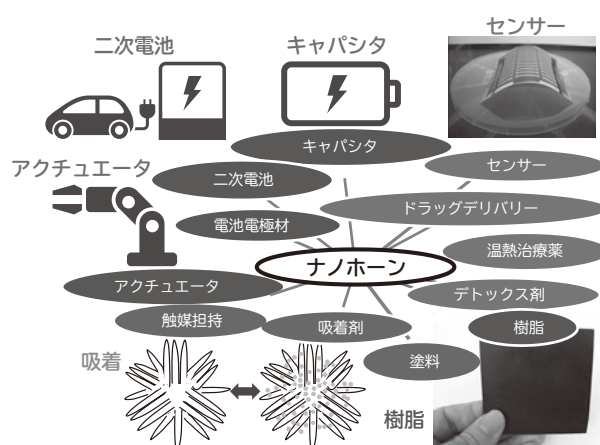 二次電池
キャパシタ
センサー
キャパシタ
センサー
アクチュエータ
二次電池
ドラッグデリバリー
電池電極材
温熱治療薬
ナノホーン
アクチュエータ
デトックス剤
触媒担持
吸着剤
樹脂
吸着
塗料
樹脂